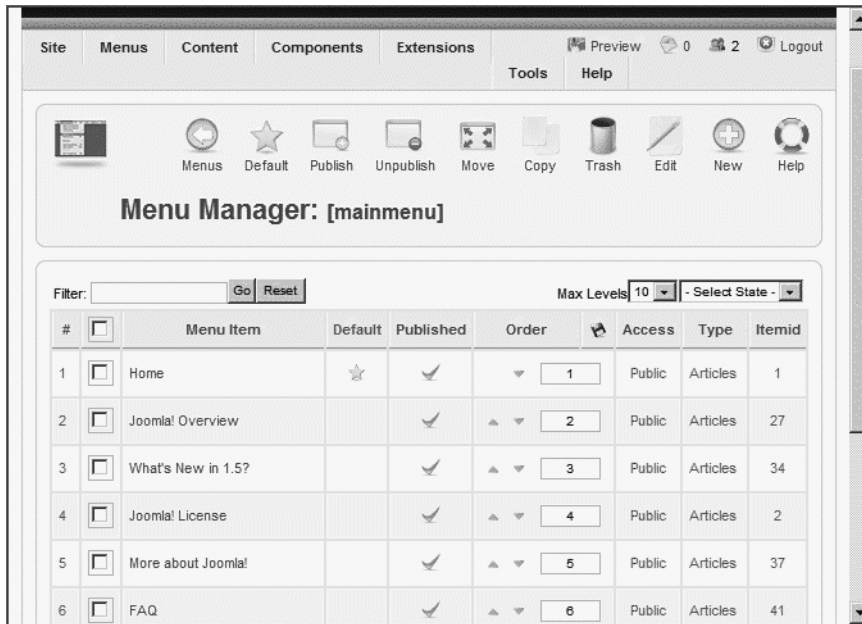 Site Menus Content Components Extensions Preview 0 2 Logout
Tools Help
Menus Default Publish Unpublish Move Copy Trash Edit New Help
Menu Manager: [mainmenu]
Filter: Go Reset Max Levels 10 - Select State -
# Menu Item Default Published Order Access Type Itemid
1 Home 1 Public Articles 1
2 Joomla! Overview 2 Public Articles 27
3 What's New in 1.5? 3 Public Articles 34
4 Joomla! License 4 Public Articles 2
5 More about Joomla! 5 Public Articles 37
6 FAQ 6 Public Articles 41